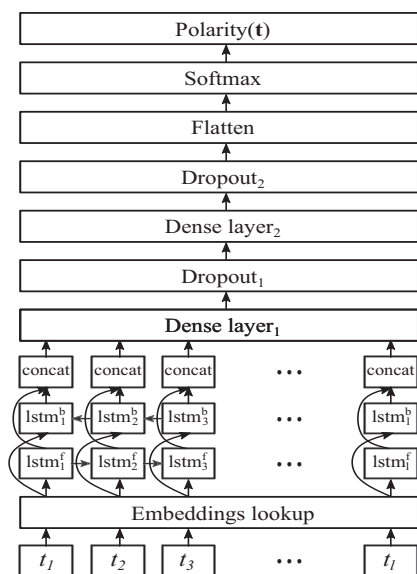 Polarity(t)
Softmax
Flatten
Dropout₂
Dense layer₂
Dropout₁
Dense layer₁
concat concat concat ... concat
lstm₁ᵇ lstm₂ᵇ lstm₃ᵇ ... lstmₗᵇ
lstm₁ᶠ lstm₂ᶠ lstm₃ᶠ ... lstmₗᶠ
Embeddings lookup
t₁ t₂ t₃ ... tₗ